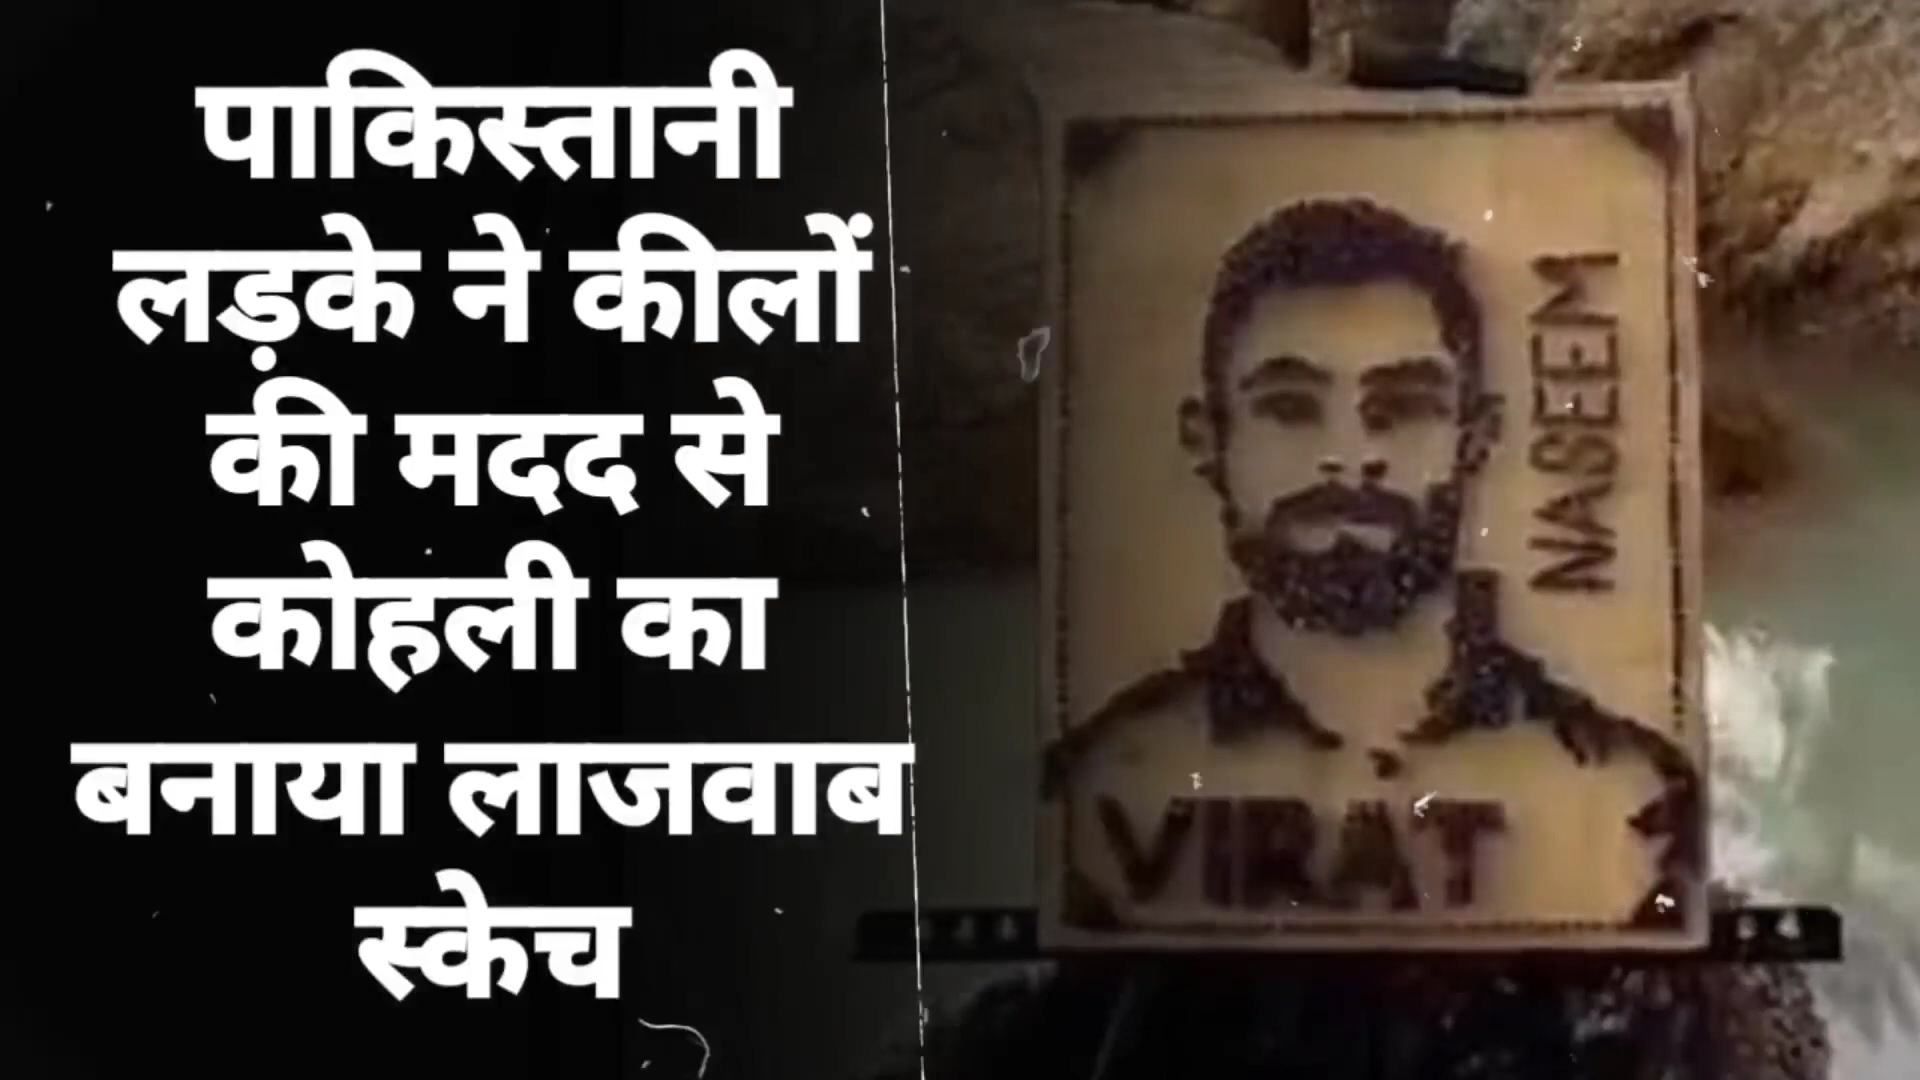 पाकिस्तानी
लड़के ने कीलों
की मदद से
कोहली का
बनाया लाजवाब
स्केच
NASEEM
VIRAT